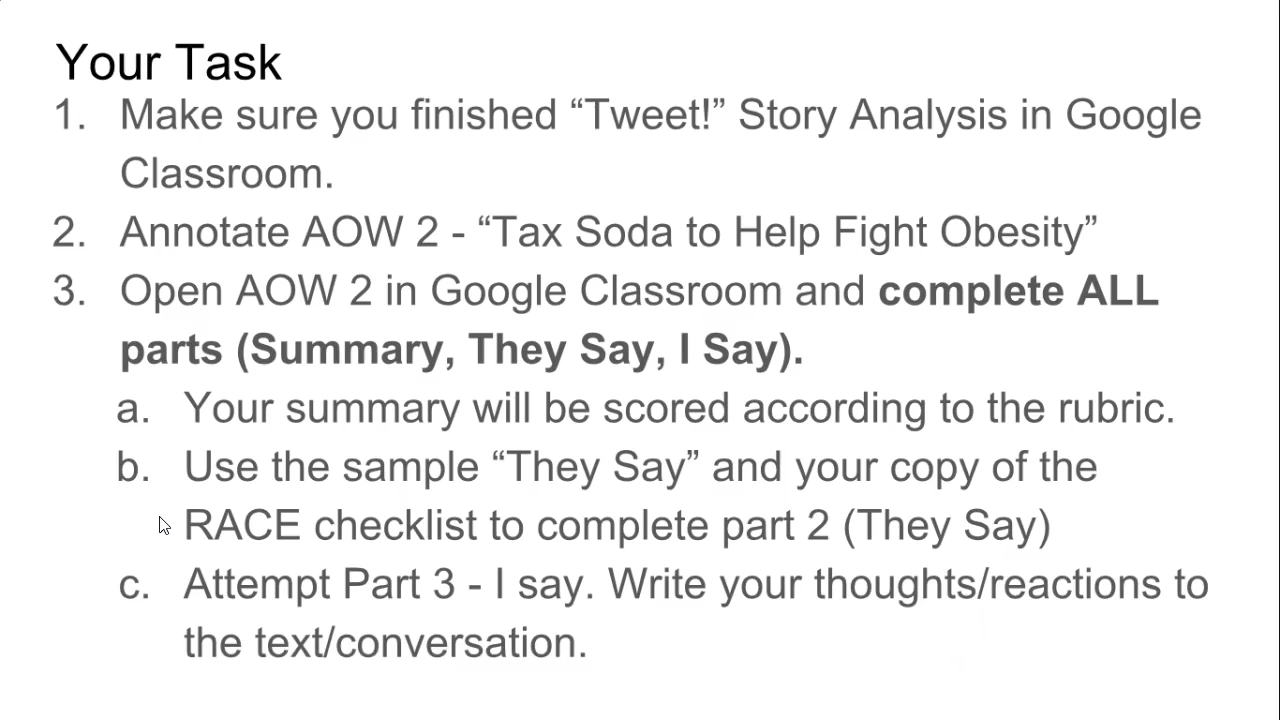 Your Task
1. Make sure you finished “Tweet!” Story Analysis in Google
Classroom.
2. Annotate AOW 2 - “Tax Soda to Help Fight Obesity”
3. Open AOW 2 in Google Classroom and complete ALL
parts (Summary, They Say, I Say).
a. Your summary will be scored according to the rubric.
b. Use the sample “They Say” and your copy of the
RACE checklist to complete part 2 (They Say)
c. Attempt Part 3 - I say. Write your thoughts/reactions to
the text/conversation.